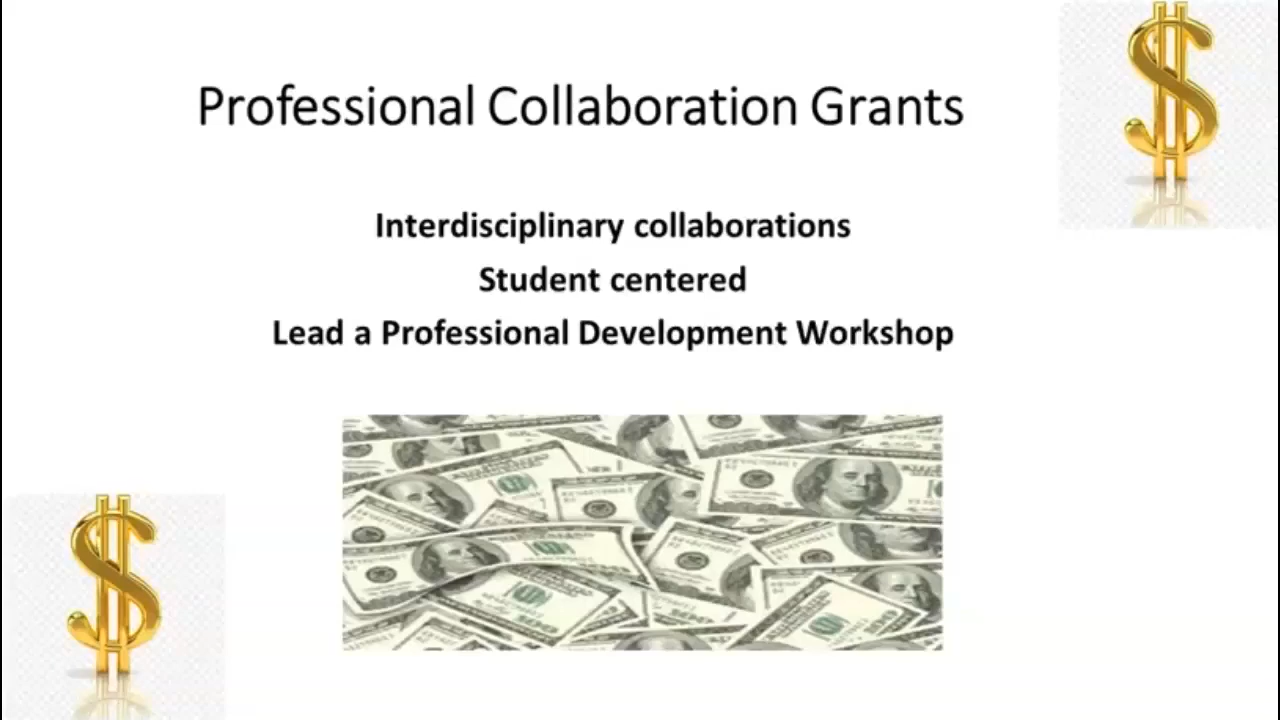 Professional Collaboration Grants
Interdisciplinary collaborations
Student centered
Lead a Professional Development Workshop